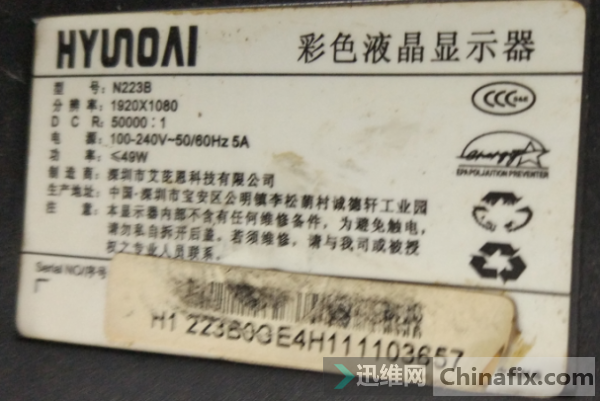 HYUNDAI
彩色液晶显示器
型 号: N223B
分 辨 率: 1920X1080
D C R: 50000:1
电 源: 100-240V~50/60Hz 5A
功 率: ≤49W
制 造 商: 深圳市艾茈恩科技有限公司
生产地址: 中国·深圳市宝安区公明镇李松蓢村诚德轩工业园
注 意: 本显示器内部不含有任何维修备件, 为避免触电,
请勿私自拆开后盖。若须维修, 请与我司或被授
权之专业人员联系。
CCC
energy
EPA POLLUTION PREVENTER
Serial NO/序号
H1 223B0GE4H111103657
迅维网
Chinafix.com